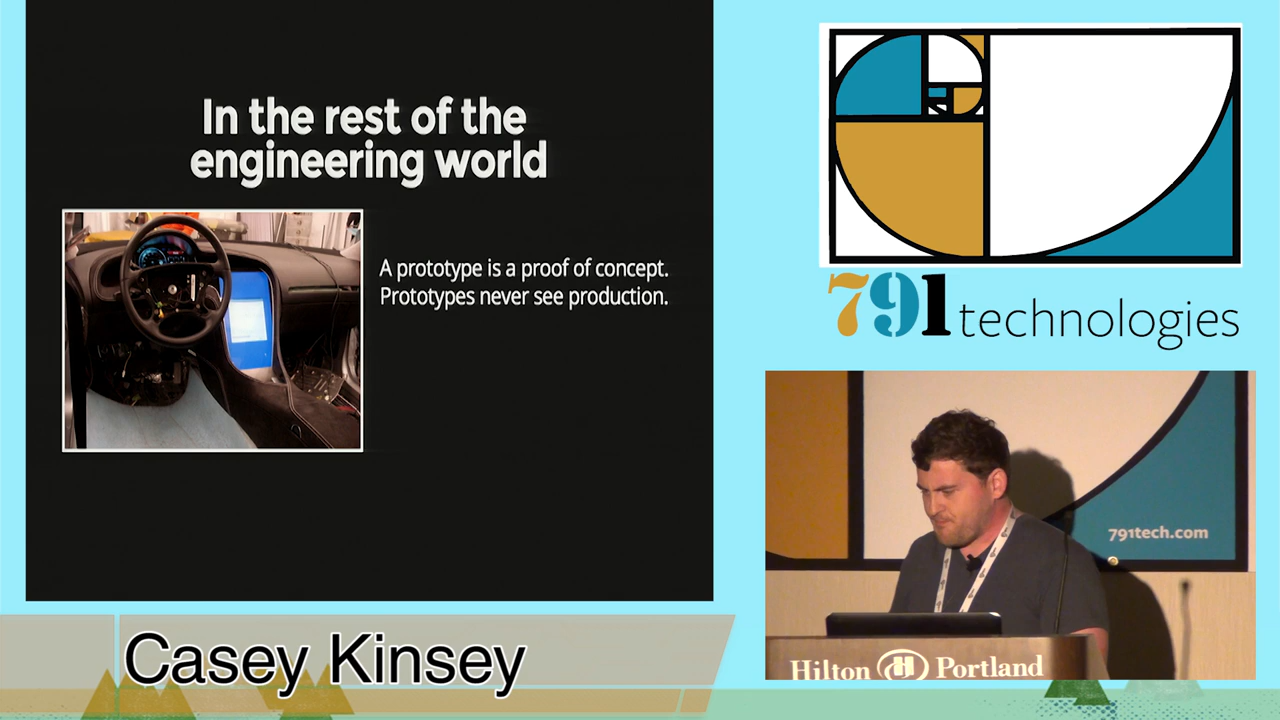 In the rest of the
engineering world
A prototype is a proof of concept.
Prototypes never see production.
791 technologies
791tech.com
Hilton H Portland
Casey Kinsey